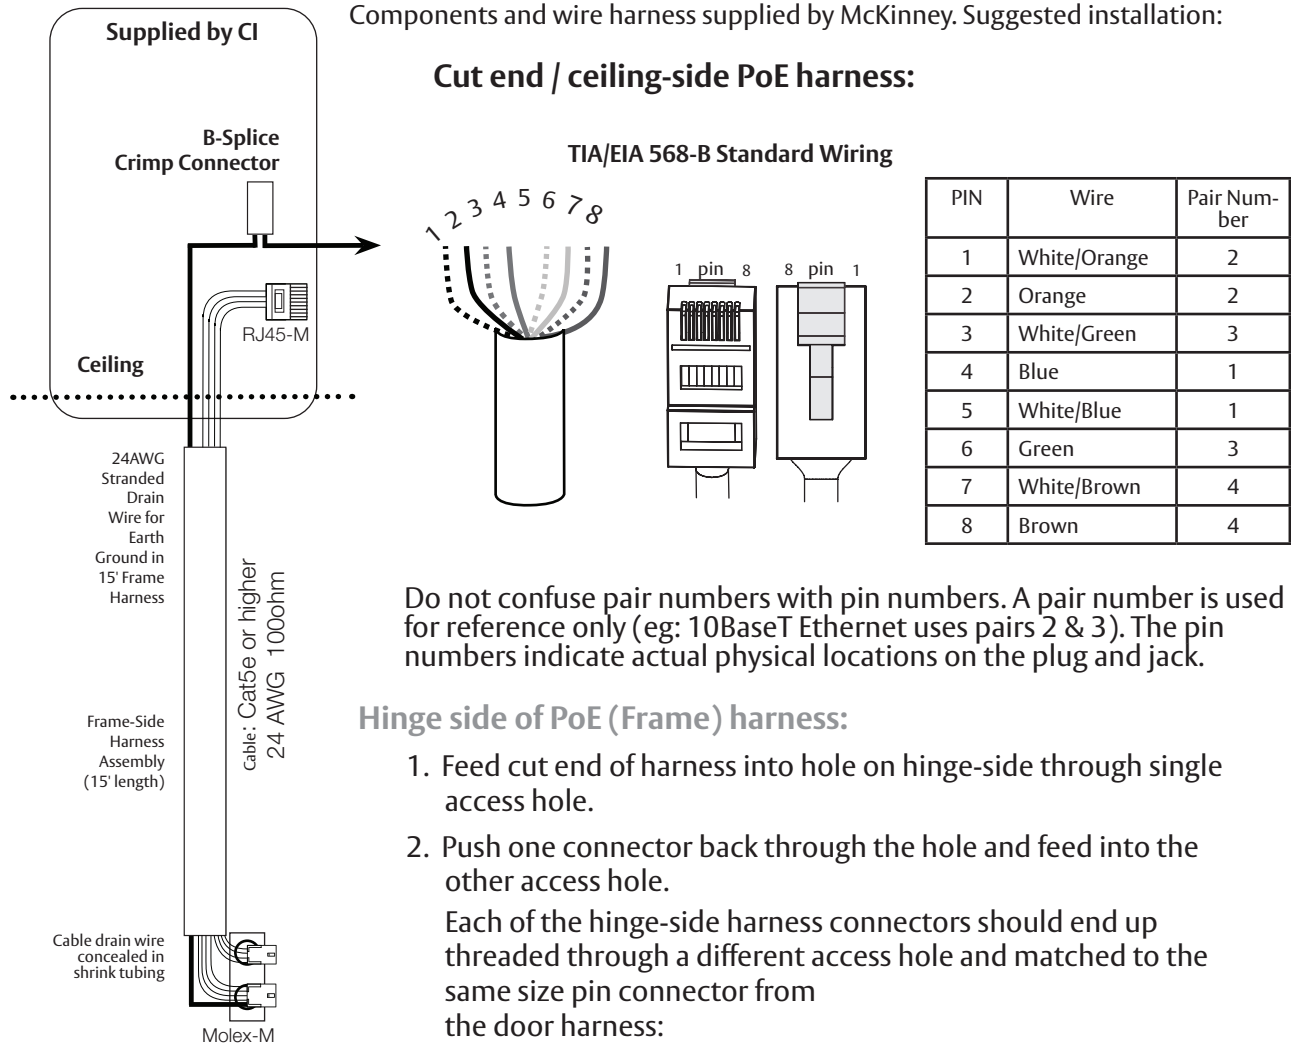 Components and wire harness supplied by McKinney. Suggested installation:
Supplied by CI
Cut end / ceiling-side PoE harness:
B-Splice
Crimp Connector
RJ45-M
Ceiling
24AWG
Stranded
Drain
Wire for
Earth
Ground in
15' Frame
Harness
Cable: Cat5e or higher
24 AWG 100ohm
Frame-Side
Harness
Assembly
(15' length)
Cable drain wire
concealed in
shrink tubing
Molex-M
TIA/EIA 568-B Standard Wiring
1 2 3 4 5 6 7 8
1 pin 8
8 pin 1
PIN Wire Pair Num-
ber
1 White/Orange 2
2 Orange 2
3 White/Green 3
4 Blue 1
5 White/Blue 1
6 Green 3
7 White/Brown 4
8 Brown 4
Do not confuse pair numbers with pin numbers. A pair number is used
for reference only (eg: 10BaseT Ethernet uses pairs 2 & 3). The pin
numbers indicate actual physical locations on the plug and jack.
Hinge side of PoE (Frame) harness:
1. Feed cut end of harness into hole on hinge-side through single
access hole.
2. Push one connector back through the hole and feed into the
other access hole.
Each of the hinge-side harness connectors should end up
threaded through a different access hole and matched to the
same size pin connector from
the door harness: